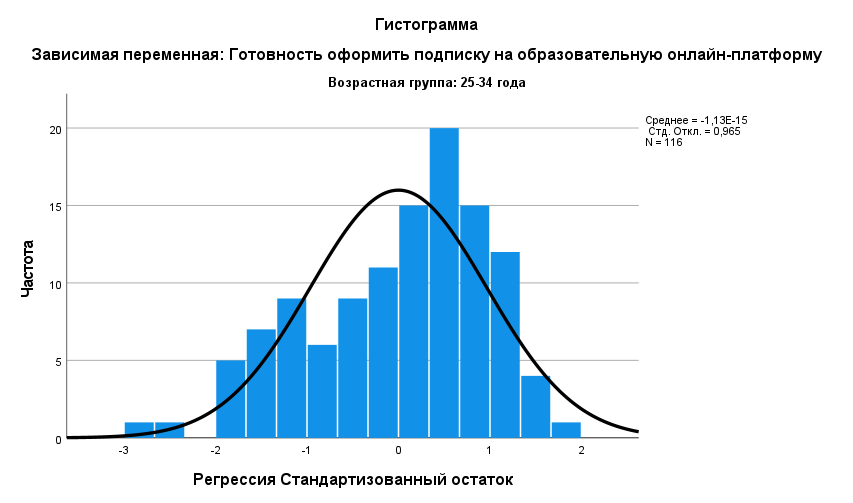 Гистограмма
Зависимая переменная: Готовность оформить подписку на образовательную онлайн-платформу
Возрастная группа: 25-34 года
Среднее = -1,13E-15
Стд. Откл. = 0,965
N = 116
Частота
20
15
10
5
0
-3 -2 -1 0 1 2
Регрессия Стандартизованный остаток